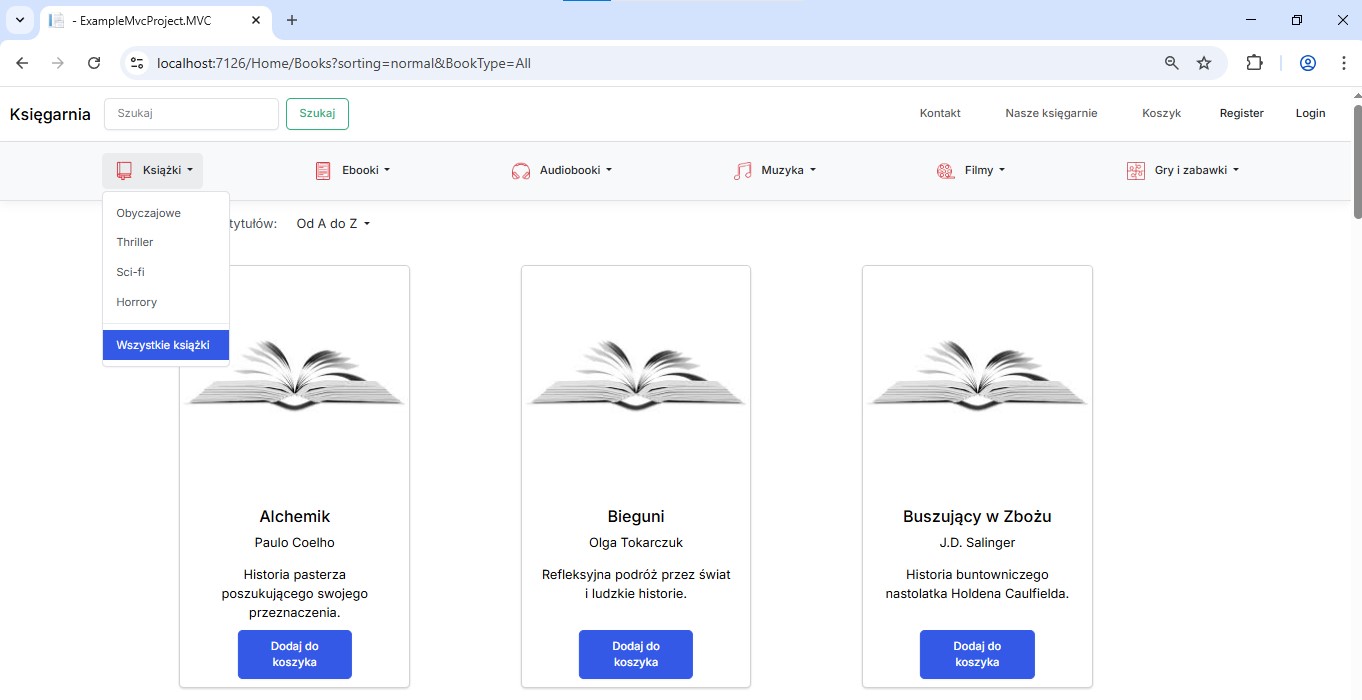 - ExampleMvcProject.MVC
localhost:7126/Home/Books?sorting=normal&BookType=All
Księgarnia Szukaj Szukaj Kontakt Nasze księgarnie Koszyk Register Login
Książki Ebooki Audiobooki Muzyka Filmy Gry i zabawki
Obyczajowe
Thriller
Sci-fi
Horrory
Wszystkie książki
tytułów: Od A do Z
Alchemik
Paulo Coelho
Historia pasterza
poszukującego swojego
przeznaczenia.
Dodaj do
koszyka
Bieguni
Olga Tokarczuk
Refleksyjna podróż przez świat
i ludzkie historie.
Dodaj do
koszyka
Buszujący w Zbożu
J.D. Salinger
Historia buntowniczego
nastolatka Holdena Caulfielda.
Dodaj do
koszyka